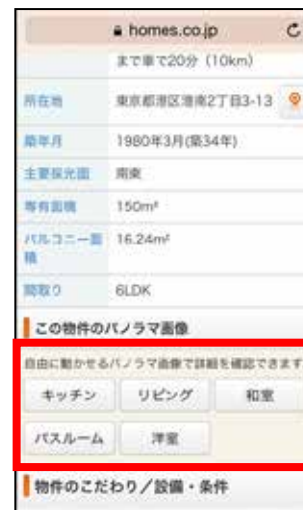 homes.co.jp
まで車で20分（10km）
所在地 東京都港区港南2丁目3-13
築年月 1980年3月(築34年)
主要採光面 南東
専有面積 150m²
バルコニー面積 16.24m²
間取り 6LDK
この物件のパノラマ画像
自由に動かせるパノラマ画像で詳細を確認できます
キッチン リビング 和室
バスルーム 洋室
物件のこだわり／設備・条件